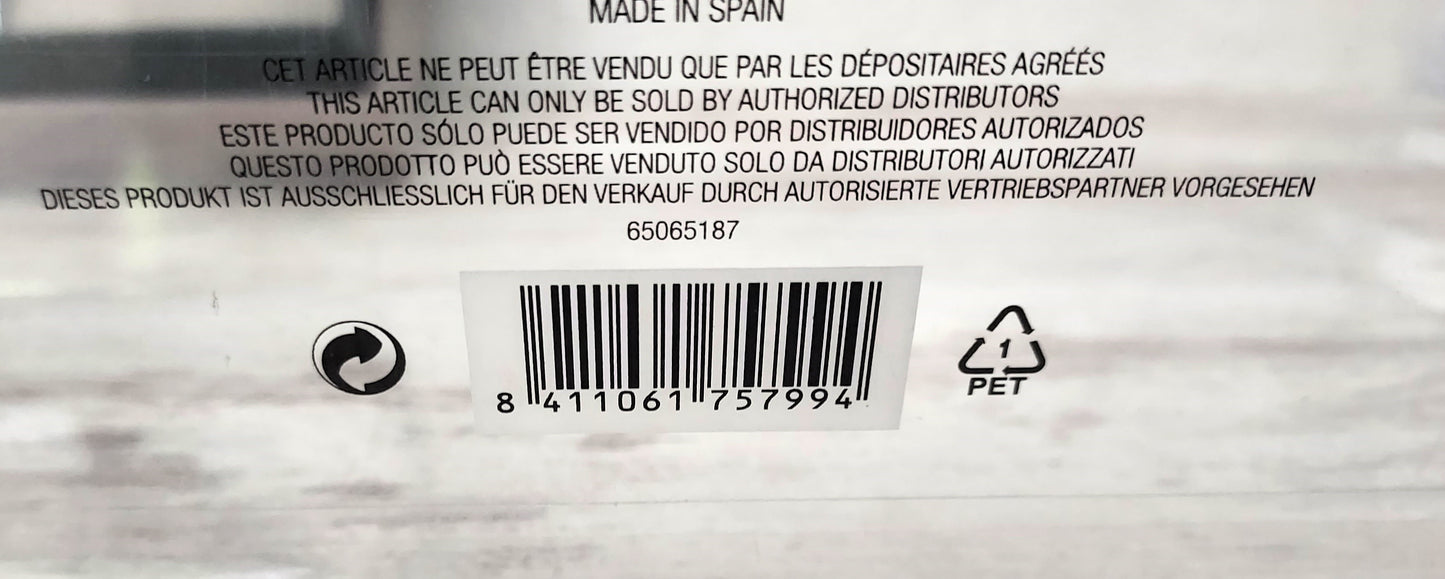 MADE IN SPAIN
CET ARTICLE NE PEUT ÊTRE VENDU QUE PAR LES DÉPOSITAIRES AGRÉÉS
THIS ARTICLE CAN ONLY BE SOLD BY AUTHORIZED DISTRIBUTORS
ESTE PRODUCTO SÓLO PUEDE SER VENDIDO POR DISTRIBUIDORES AUTORIZADOS
QUESTO PRODOTTO PUÒ ESSERE VENDUTO SOLO DA DISTRIBUTORI AUTORIZZATI
DIESES PRODUKT IST AUSSCHLIESSLICH FÜR DEN VERKAUF DURCH AUTORISIERTE VERTRIEBSPARTNER VORGESEHEN
65065187
8 411061 757994
1
PET